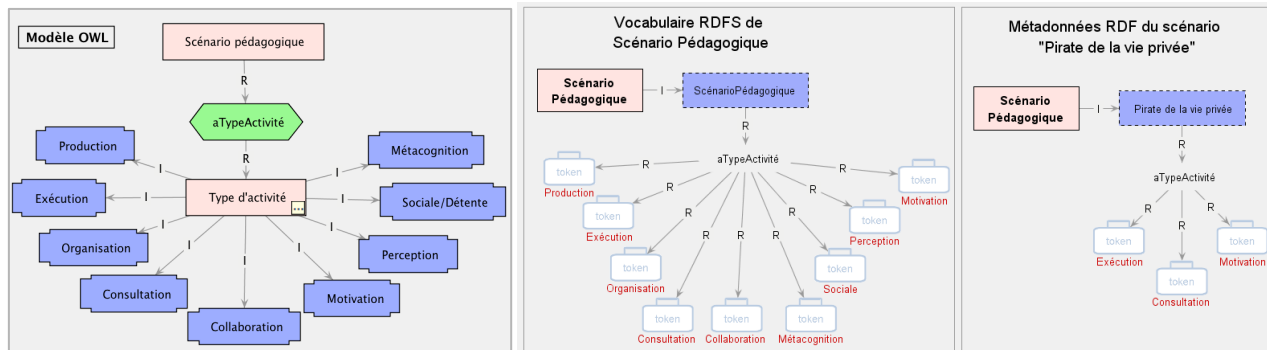 Modèle OWL
Scénario pédagogique
R
aTypeActivité
R
Production
Métacognition
I
I
Exécution
Type d'activité
...
Sociale/Détente
I
I
Organisation
Perception
I
I
Consultation
Motivation
I
I
Collaboration
I
Vocabulaire RDFS de
Scénario Pédagogique
Scénario
Pédagogique
I
ScénarioPédagogique
R
aTypeActivité
R
R
R
R
R
R
R
R
R
token
Production
token
Motivation
token
Exécution
token
Perception
token
Organisation
token
Sociale
token
Consultation
token
Collaboration
token
Métacognition
Métadonnées RDF du scénario
"Pirate de la vie privée"
Scénario
Pédagogique
I
Pirate de la vie privée
R
aTypeActivité
R
R
R
token
Exécution
token
Consultation
token
Motivation